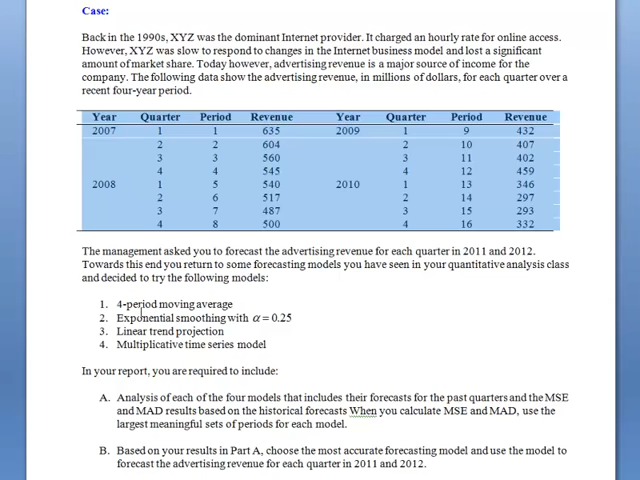 Case:
Back in the 1990s, XYZ was the dominant Internet provider. It charged an hourly rate for online access.
However, XYZ was slow to respond to changes in the Internet business model and lost a significant
amount of market share. Today however, advertising revenue is a major source of income for the
company. The following data show the advertising revenue, in millions of dollars, for each quarter over a
recent four-year period.
Year Quarter Period Revenue Year Quarter Period Revenue
2007 1 1 635 2009 1 9 432
2 2 604 2 10 407
3 3 560 3 11 402
4 4 545 4 12 459
2008 1 5 540 2010 1 13 346
2 6 517 2 14 297
3 7 487 3 15 293
4 8 500 4 16 332
The management asked you to forecast the advertising revenue for each quarter in 2011 and 2012.
Towards this end you return to some forecasting models you have seen in your quantitative analysis class
and decided to try the following models:
1. 4-period moving average
2. Exponential smoothing with α = 0.25
3. Linear trend projection
4. Multiplicative time series model
In your report, you are required to include:
A. Analysis of each of the four models that includes their forecasts for the past quarters and the MSE
and MAD results based on the historical forecasts When you calculate MSE and MAD, use the
largest meaningful sets of periods for each model.
B. Based on your results in Part A, choose the most accurate forecasting model and use the model to
forecast the advertising revenue for each quarter in 2011 and 2012.